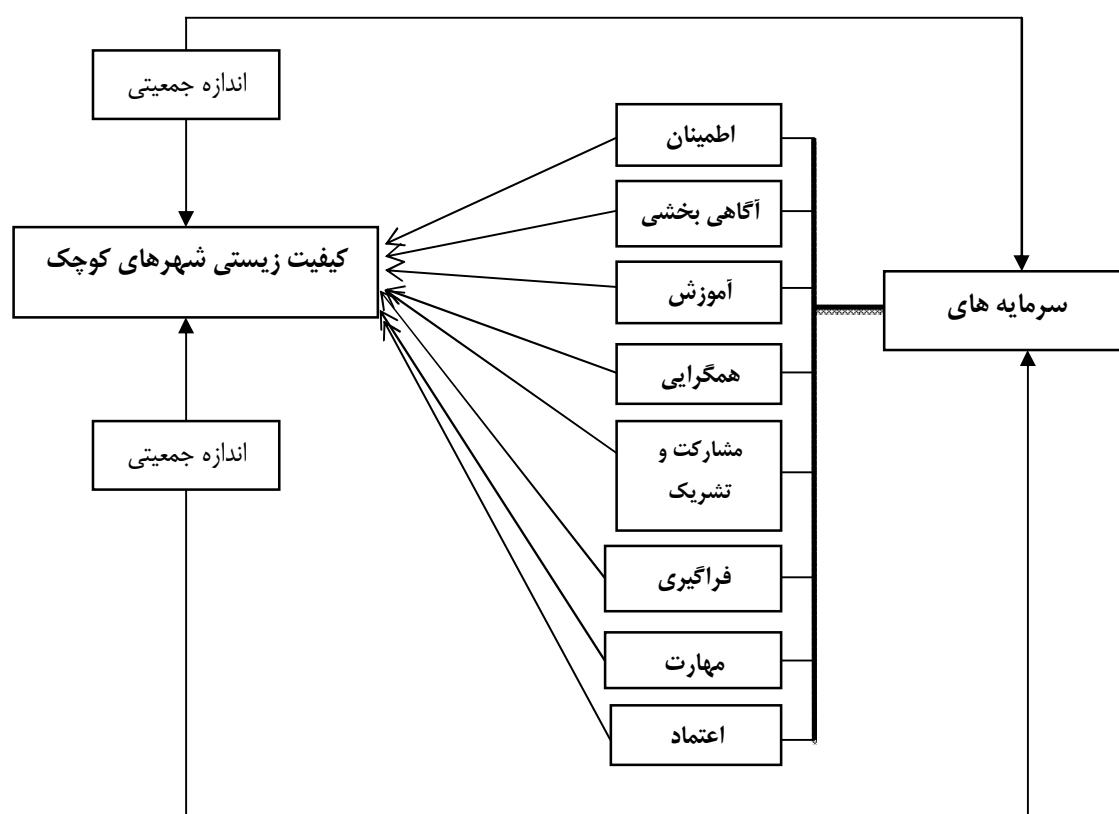 اندازه جمعیتی
اطمینان
آگاهی بخشی
کیفیت زیستی شهرهای کوچک
آموزش
سرمایه های
همگرایی
اندازه جمعیتی
مشارکت و
تشریک
فراگیری
مهارت
اعتماد